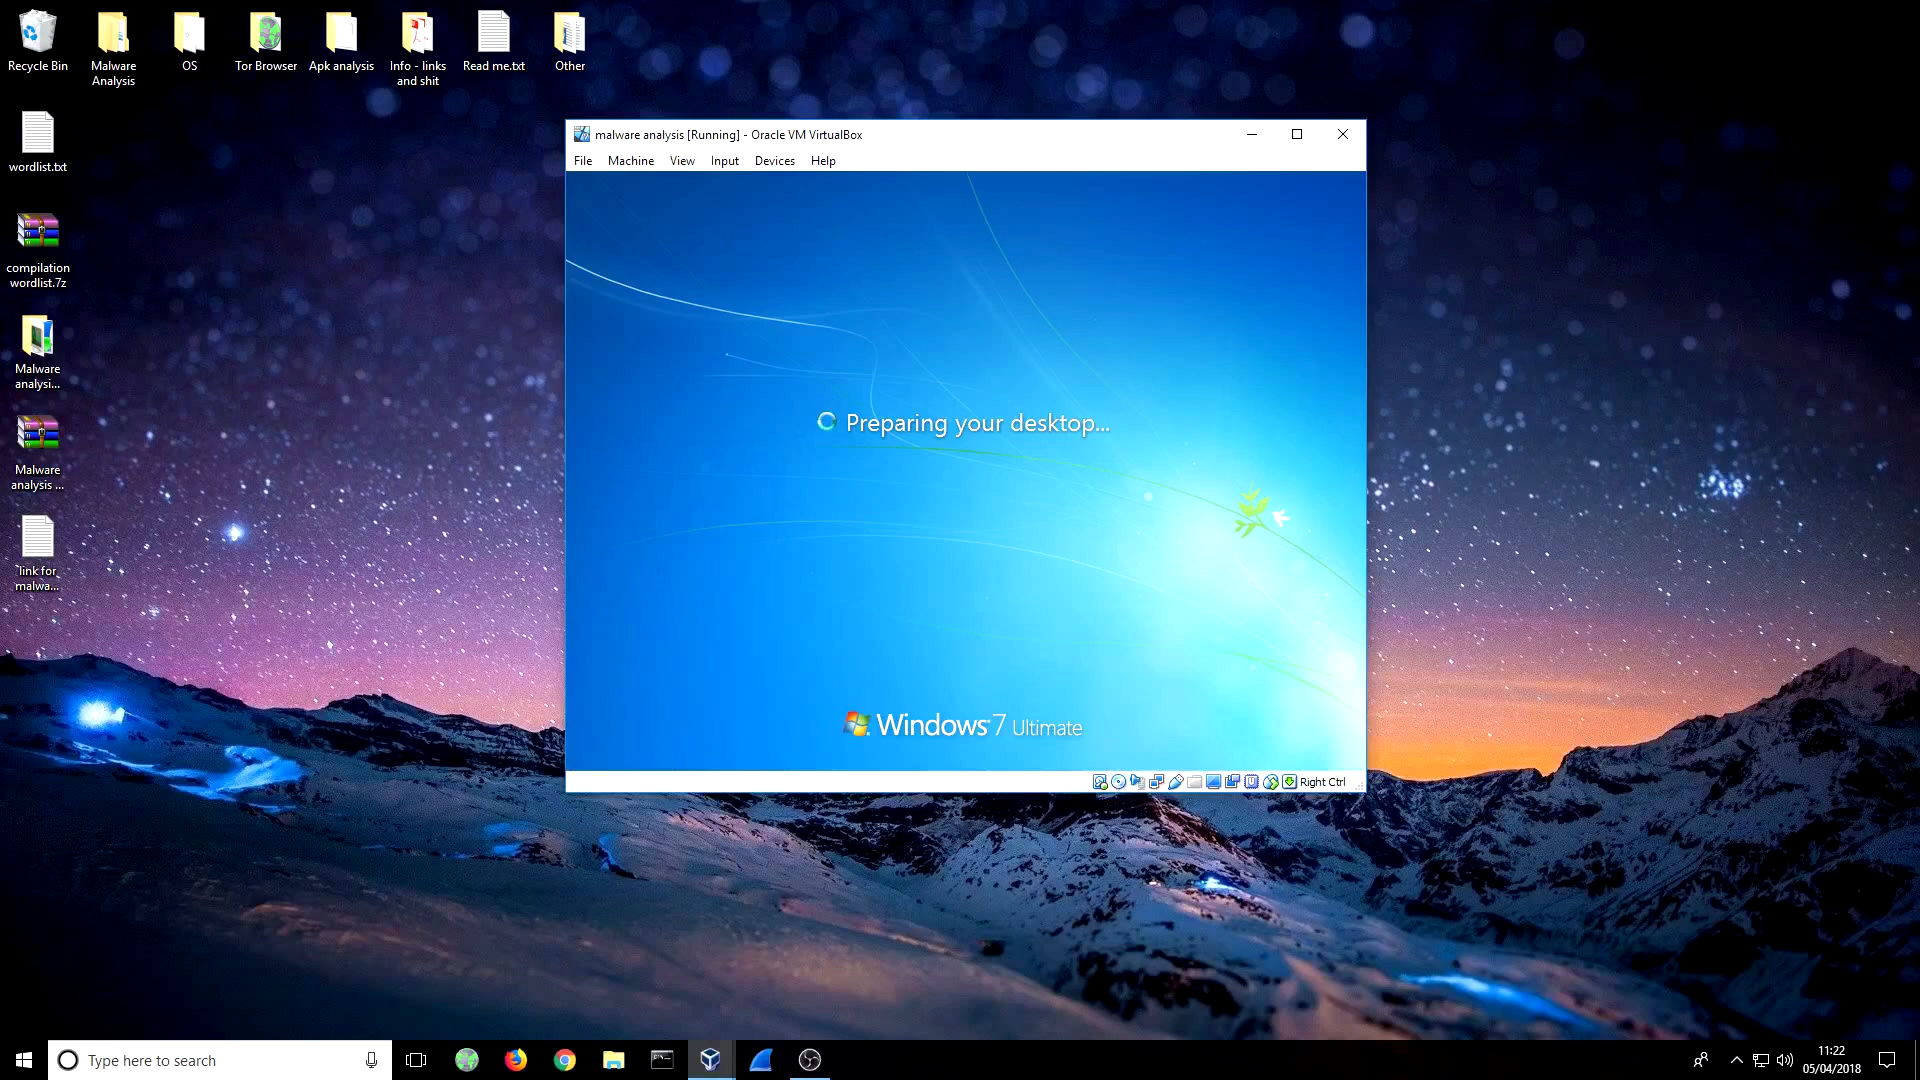 Recycle Bin
Malware
Analysis
OS
Tor Browser
Apk analysis
Info - links
and shit
Read me.txt
Other
wordlist.txt
compilation
wordlist.7z
Malware
analysi...
Malware
analysis ...
link for
malwa...
malware analysis [Running] - Oracle VM VirtualBox
File Machine View Input Devices Help
Preparing your desktop...
Windows 7 Ultimate
Right Ctrl
Type here to search
11:22
05/04/2018